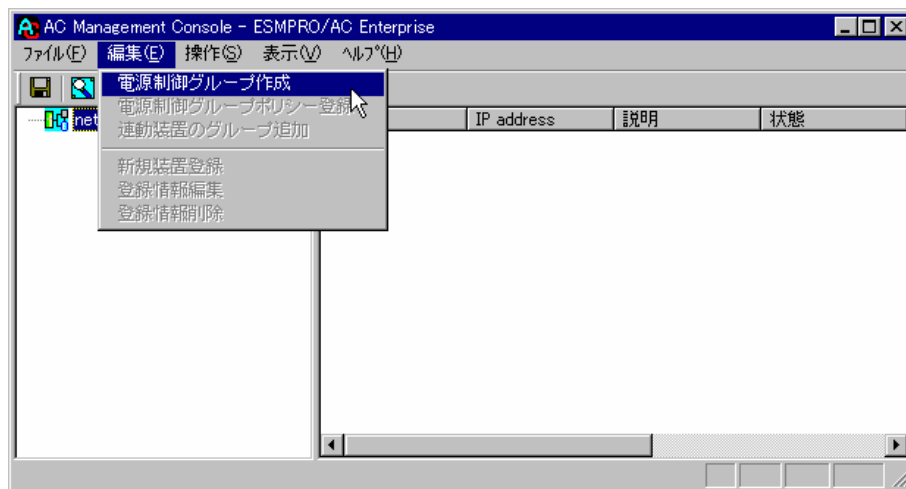 AC Management Console - ESMPRO/AC Enterprise
ファイル(F) 編集(E) 操作(S) 表示(V) ヘルプ(H)
電源制御グループ作成
電源制御グループポリシー登録
連動装置のグループ追加
新規装置登録
登録情報編集
登録情報削除
net
IP address 説明 状態